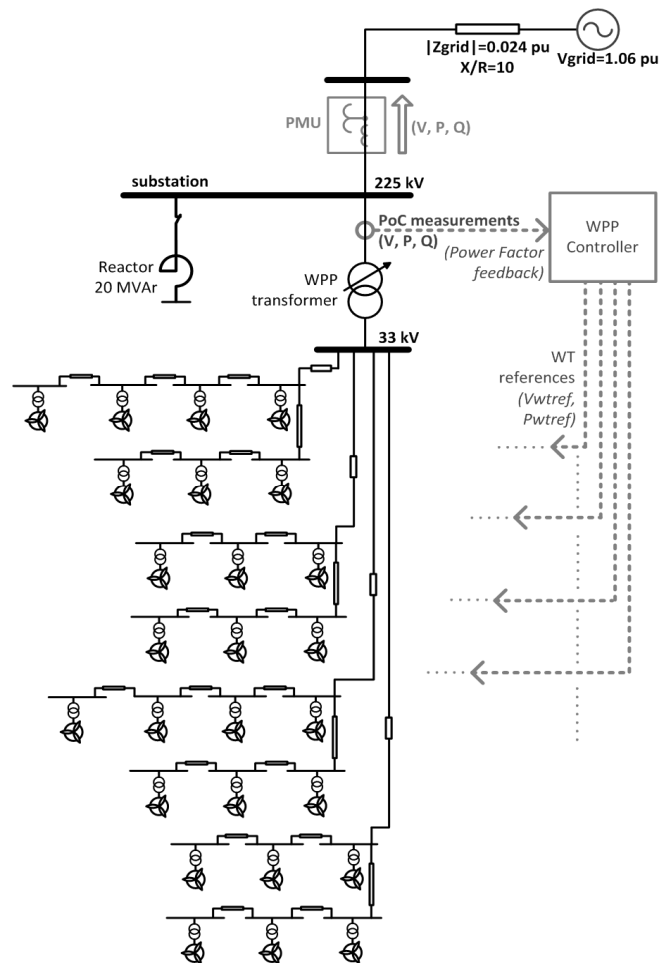 |Zgrid|=0.024 pu
X/R=10
Vgrid=1.06 pu
PMU
(V, P, Q)
substation
225 kV
Reactor
20 MVAr
PoC measurements
(V, P, Q)
(Power Factor
feedback)
WPP
Controller
WPP
transformer
33 kV
WT
references
(Vwtref,
Pwtref)